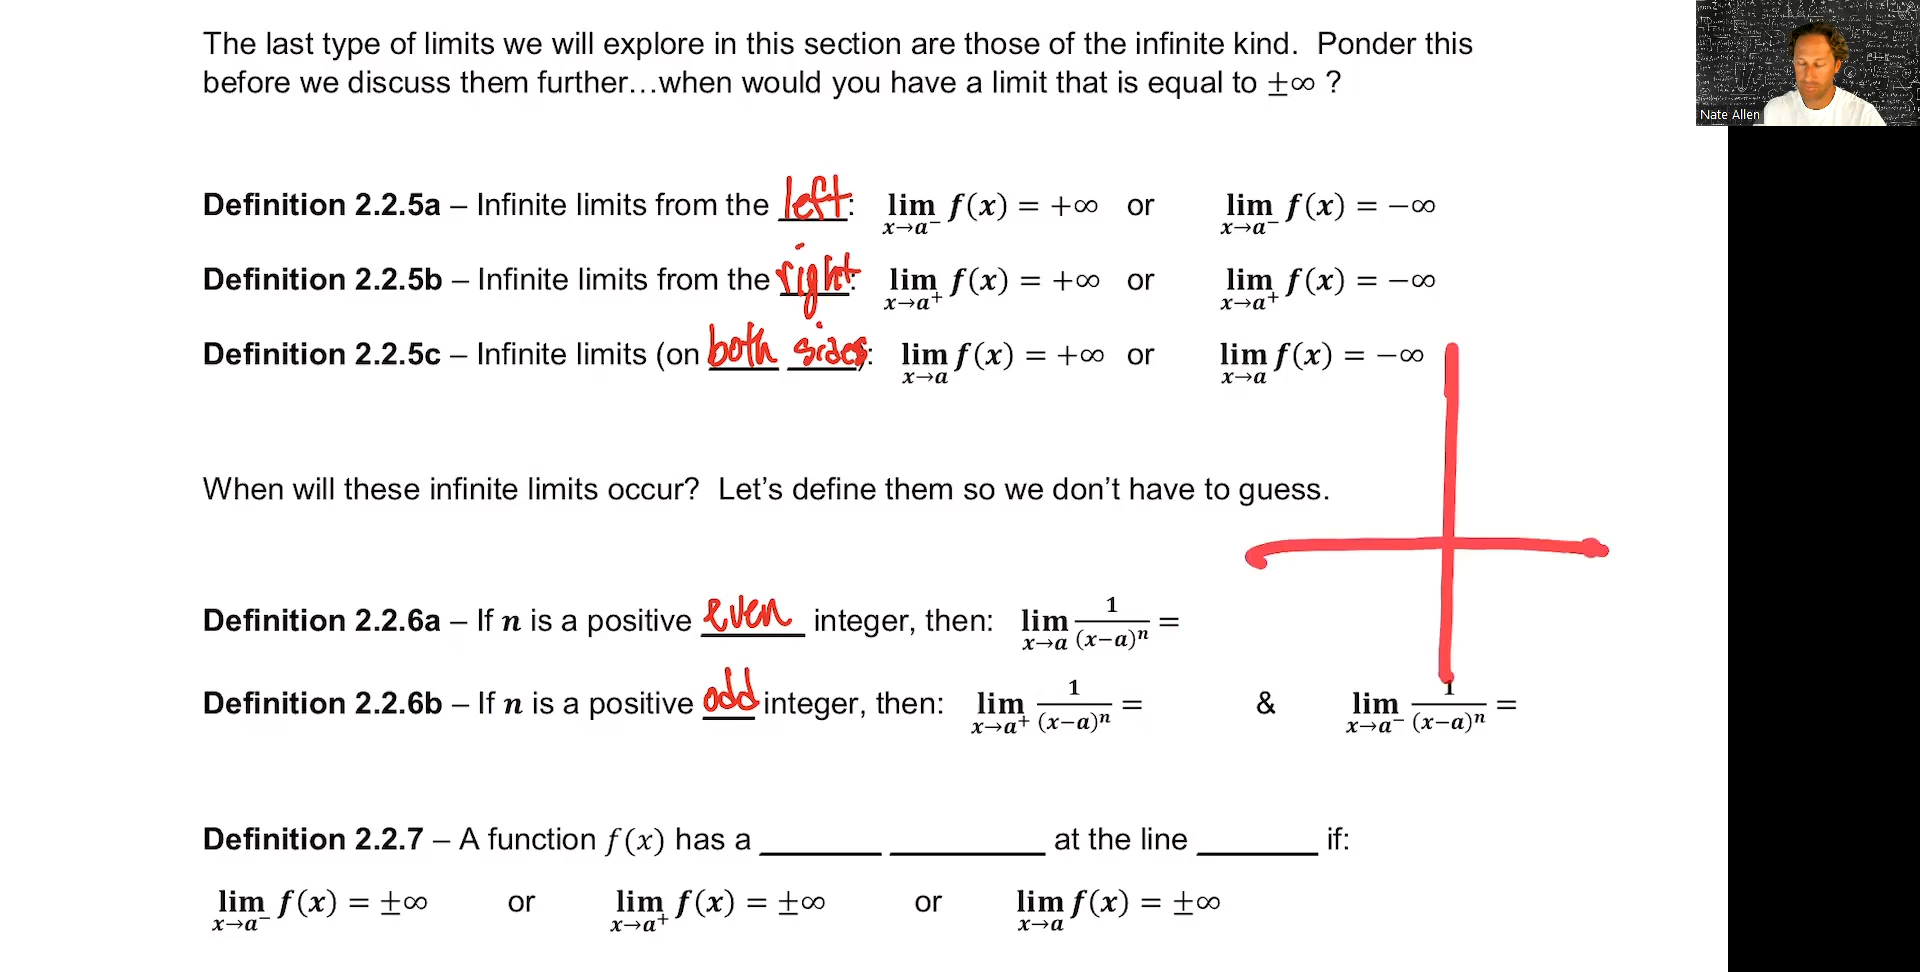 The last type of limits we will explore in this section are those of the infinite kind. Ponder this
before we discuss them further…when would you have a limit that is equal to ±∞ ?
Nate Allen
Definition 2.2.5a – Infinite limits from the left: lim x→a⁻ f(x) = +∞ or lim x→a⁻ f(x) = −∞
Definition 2.2.5b – Infinite limits from the right: lim x→a⁺ f(x) = +∞ or lim x→a⁺ f(x) = −∞
Definition 2.2.5c – Infinite limits (on both sides): lim x→a f(x) = +∞ or lim x→a f(x) = −∞
When will these infinite limits occur? Let’s define them so we don’t have to guess.
Definition 2.2.6a – If n is a positive even integer, then: lim x→a 1/(x−a)ⁿ =
Definition 2.2.6b – If n is a positive odd integer, then: lim x→a⁺ 1/(x−a)ⁿ = & lim x→a⁻ 1/(x−a)ⁿ =
Definition 2.2.7 – A function f(x) has a ______ ______ at the line ______ if:
lim x→a⁻ f(x) = ±∞ or lim x→a⁺ f(x) = ±∞ or lim x→a f(x) = ±∞